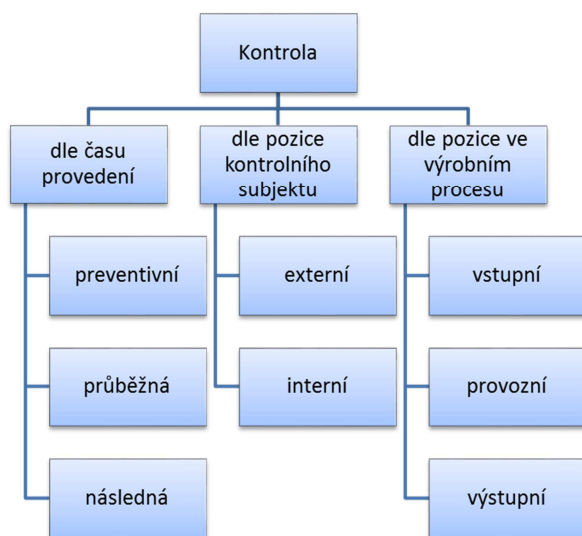 Kontrola
dle času
provedení
dle pozice
kontrolního
subjektu
dle pozice ve
výrobním
procesu
preventivní
externí
vstupní
průběžná
interní
provozní
následná
výstupní